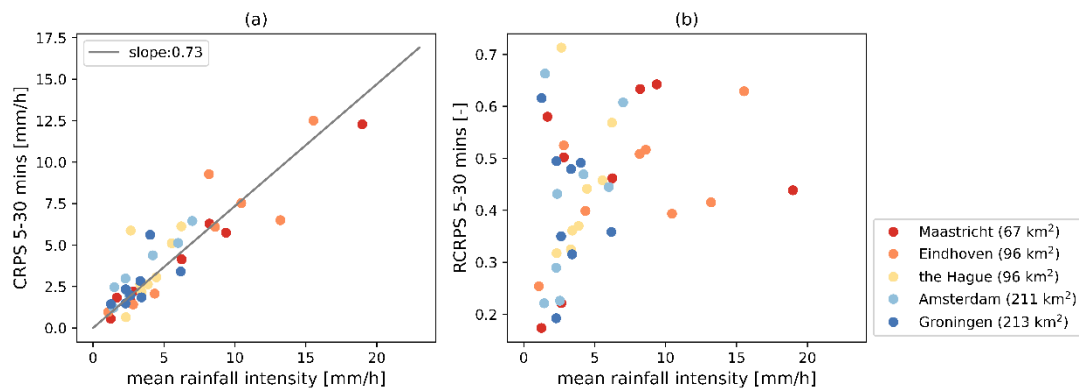 (a)
CRPS 5-30 mins [mm/h]
17.5
15.0
12.5
10.0
7.5
5.0
2.5
0.0
slope:0.73
0
5
10
15
20
mean rainfall intensity [mm/h]
(b)
RCRPS 5-30 mins [-]
0.7
0.6
0.5
0.4
0.3
0.2
0
5
10
15
20
mean rainfall intensity [mm/h]
Maastricht (67 km²)
Eindhoven (96 km²)
the Hague (96 km²)
Amsterdam (211 km²)
Groningen (213 km²)